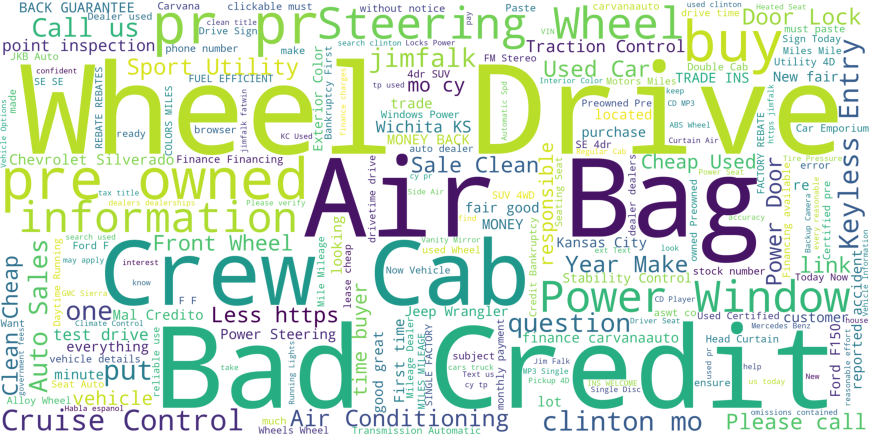 BACK GUARANTEE
Dealer used
Call us
point inspection
JKB Auto
SE SE
Carvana
clean title
Drive Sign
phone number
make
Sport Utility
FUEL EFFICIENT
REBATE REBATES
COLORS MILES
ready
browser
made
Vehicle Options
Chevrolet Silverado
Finance Financing
clickable must
pr pr
search clinton
confident
Exterior Color
Bankruptcy First
finance charges
jimfalk fatwin
KC Used
without notice
Locks Power
pay
Steering Wheel
jimfalk
4dr SUV
tp used
mo cy
FM Stereo
trade
Windows Power
Wichita KS
MONEY BACK
auto dealer
Automatic Spd
Paste
carvanaauto
VIN
drive time
Traction Control
Used Car
Interior Color
Double Cab
Motors Miles
Preowned Pre
located
purchase
SE 4dr
CD MP3
ABS Wheel
Curtain Air
used clinton
Heated Seat
buy
Door Lock
must paste
Sign Today
Miles Mile
Utility 4D
TRADE INS
New fair
keep
https jimfalk
Car Emporium
FACTORY REBATE
Wheel Drive
pre owned
information
tax title
dealers dealerships
Please verify
Air Bag
drivetime drive
Sale Clean
cy pr
Side Air
SUV 4WD
fair good
MONEY
find
responsible
Seating Seat
Regular Cab
Cheap Used
dealer dealers
owned Preowned
Power Seat
Power Door
Financing available
re
error
Tire Pressure
Backup Camera
Certified pre
every reasonable
accident
Keyless Entry
accuracy
Vehicle Information
reported
link
Today Now
stock number
Clean Cheap
Want
government fees
search used
Ford F
may apply
GMC Sierra
Auto Sales
Daytime Running
Front Wheel
interest
know
one
Climate Control
F F
Mal Credito
test drive
Crew Cab
Less https
looking
time buyer
Mile Mileage
lease cheap
Vanity Mirror
used Wheel
Now Vehicle
First time
Mileage Dealer
Jeep Wrangler
Credit Bankruptcy
Kansas City
ext Text
look
Year Make
Stability Control
CD Player
aswt co
Power Window
Used Certified
customer
Mercedes Benz
house
Ford F150
reasonable effort
question
finance carvanaauto
Driver Seat
Head Curtain
everything
vehicle details
minute
put
Power Steering
reliable use
Running Lights
take
Seat Auto
vehicle
Alloy Wheel
Bad Credit
good great
MILES MILEAGE
SINGLE FACTORY
subject
Text us
cy tp
monthly payment
cars truck
Jim Falk
MP3 Single
Pickup 4D
INS WELCOME
Single Disc
used pr
ensure
help
us today
New
lot
Cruise Control
Habla espanol
much
Wheels Wheel
Air Conditioning
Transmission Automatic
clinton mo
omissions contained
Please call